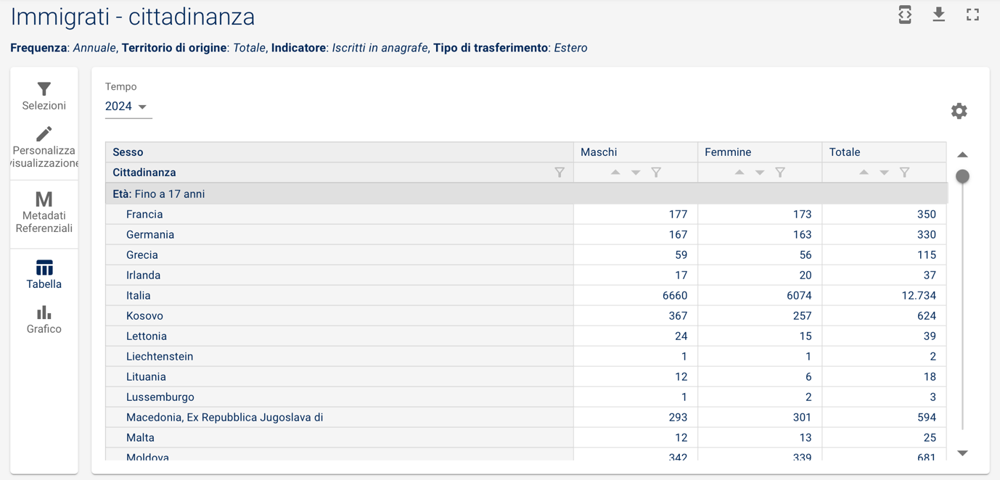 Immigrati - cittadinanza
Frequenza: Annuale, Territorio di origine: Totale, Indicatore: Iscritti in anagrafe, Tipo di trasferimento: Estero
Selezioni
Personalizza
visualizzazione
M
Metadati
Referenziali
Tabella
Grafico
Tempo
2024
Sesso Maschi Femmine Totale
Cittadinanza
Età: Fino a 17 anni
Francia 177 173 350
Germania 167 163 330
Grecia 59 56 115
Irlanda 17 20 37
Italia 6660 6074 12.734
Kosovo 367 257 624
Lettonia 24 15 39
Liechtenstein 1 1 2
Lituania 12 6 18
Lussemburgo 1 2 3
Macedonia, Ex Repubblica Jugoslava di 293 301 594
Malta 12 13 25
Moldova 342 339 681